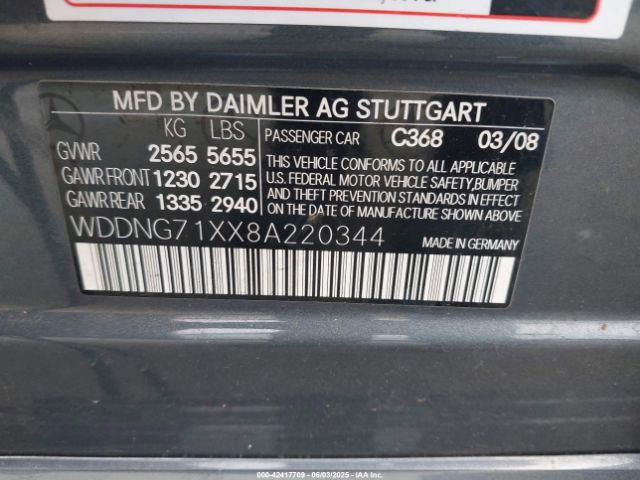 MFD BY DAIMLER AG STUTTGART
KG LBS
GVWR 2565 5655
GAWR FRONT 1230 2715
GAWR REAR 1335 2940
PASSENGER CAR C368 03/08
THIS VEHICLE CONFORMS TO ALL APPLICABLE
U.S. FEDERAL MOTOR VEHICLE SAFETY, BUMPER
AND THEFT PREVENTION STANDARDS IN EFFECT
ON THE DATE OF MANUFACTURE SHOWN ABOVE.
WDDNG71XX8A220344
MADE IN GERMANY
000-42417709 - 06/03/2025 - IAAI.COM